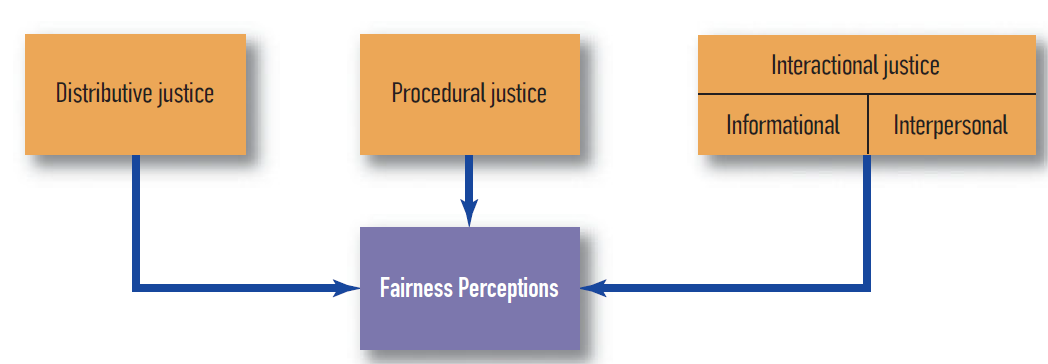 Distributive justice
Procedural justice
Interactional justice
Informational
Interpersonal
Fairness Perceptions